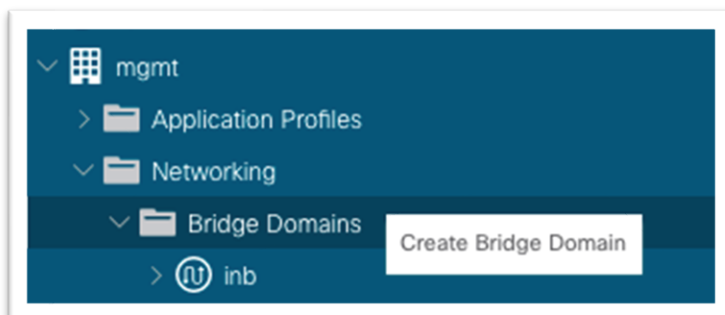 mgmt
Application Profiles
Networking
Bridge Domains
Create Bridge Domain
inb